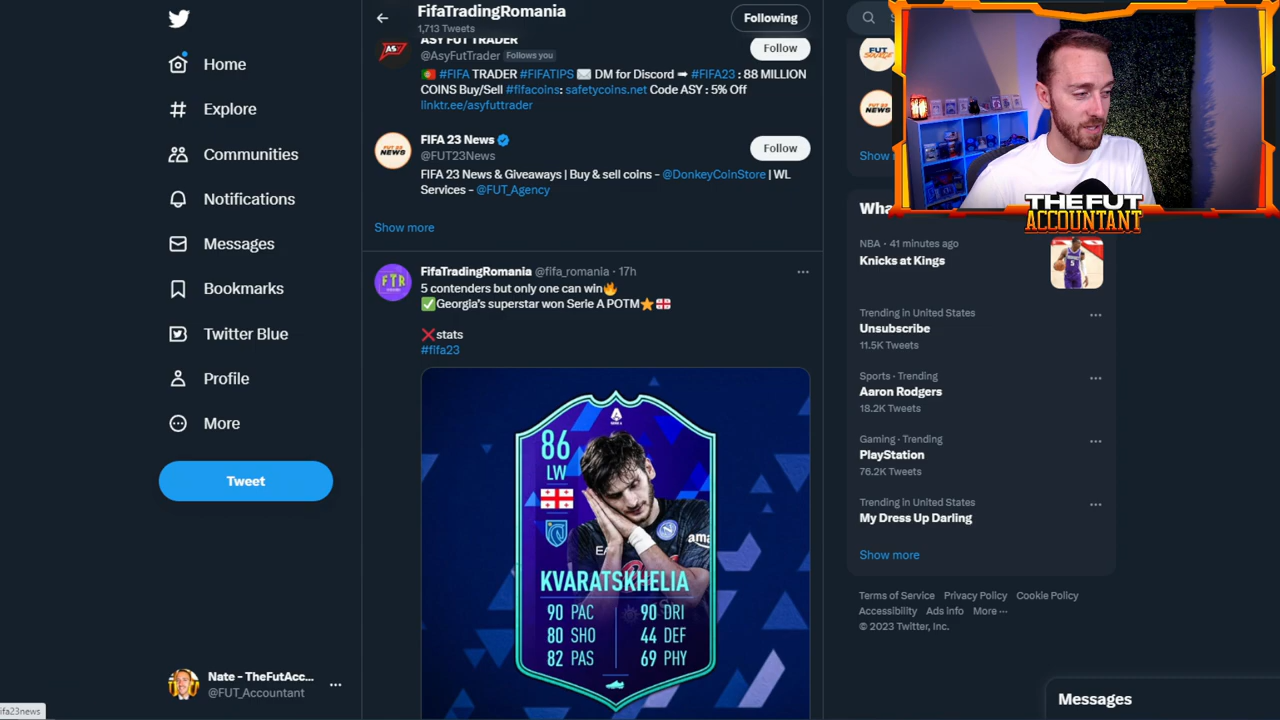 FifaTradingRomania
1,713 Tweets
Following
ASY FUT TRADER
@AsyFutTrader Follows you
Follow
#FIFA TRADER #FIFATIPS DM for Discord ➡ #FIFA23 : 88 MILLION
COINS Buy/Sell #fifacoins: safetycoins.net Code ASY : 5% Off
linktr.ee/asyfuttrader
FIFA 23 News
@FUT23News
Follow
FIFA 23 News & Giveaways | Buy & sell coins - @DonkeyCoinStore | WL
Services - @FUT_Agency
Show more
FifaTradingRomania @fifa_romania · 17h
5 contenders but only one can win🔥
✅Georgia's superstar won Serie A POTM⭐🇬🇪
❌stats
#fifa23
FTR
86
LW
KVARATSKHELIA
90 PAC 90 DRI
80 SHO 44 DEF
82 PAS 69 PHY
Home
Explore
Communities
Notifications
Messages
Bookmarks
Twitter Blue
Profile
More
Tweet
Nate - TheFutAcc...
@FUT_Accountant
ifa23news
FUT
FUT 23
NEWS
Show
THE FUT
ACCOUNTANT
Wha
NBA · 41 minutes ago
Knicks at Kings
Trending in United States
Unsubscribe
11.5K Tweets
Sports · Trending
Aaron Rodgers
18.2K Tweets
Gaming · Trending
PlayStation
76.2K Tweets
Trending in United States
My Dress Up Darling
Show more
Terms of Service Privacy Policy Cookie Policy
Accessibility Ads info More ···
© 2023 Twitter, Inc.
Messages